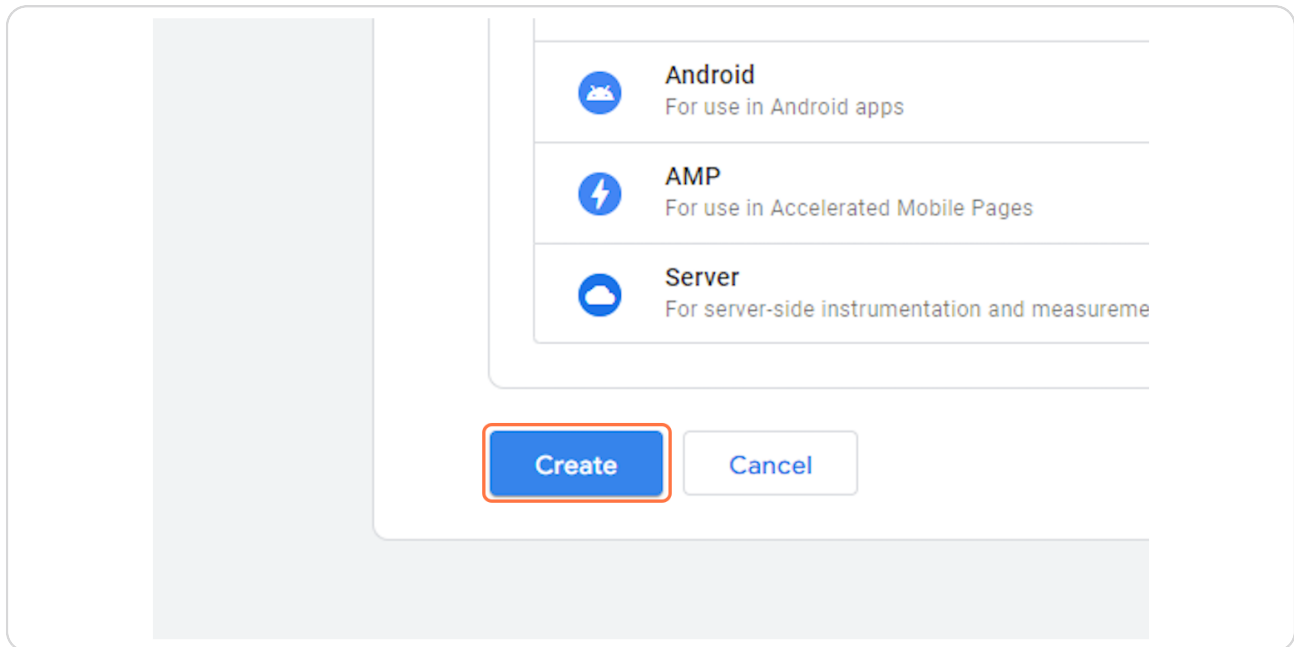 Android
For use in Android apps
AMP
For use in Accelerated Mobile Pages
Server
For server-side instrumentation and measureme
Create
Cancel